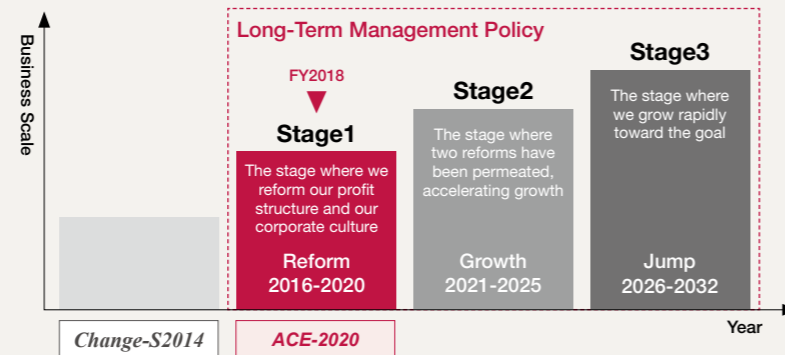 Long-Term Management Policy
Business Scale
FY2018
Stage1
The stage where we
reform our profit
structure and our
corporate culture
Reform
2016-2020
Stage2
The stage where
two reforms have
been permeated,
accelerating growth
Growth
2021-2025
Stage3
The stage where
we grow rapidly
toward the goal
Jump
2026-2032
Year
Change-S2014
ACE-2020